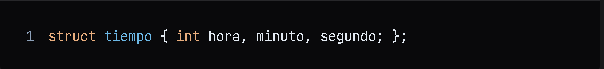 1 struct tiempo { int hora, minuto, segundo; };